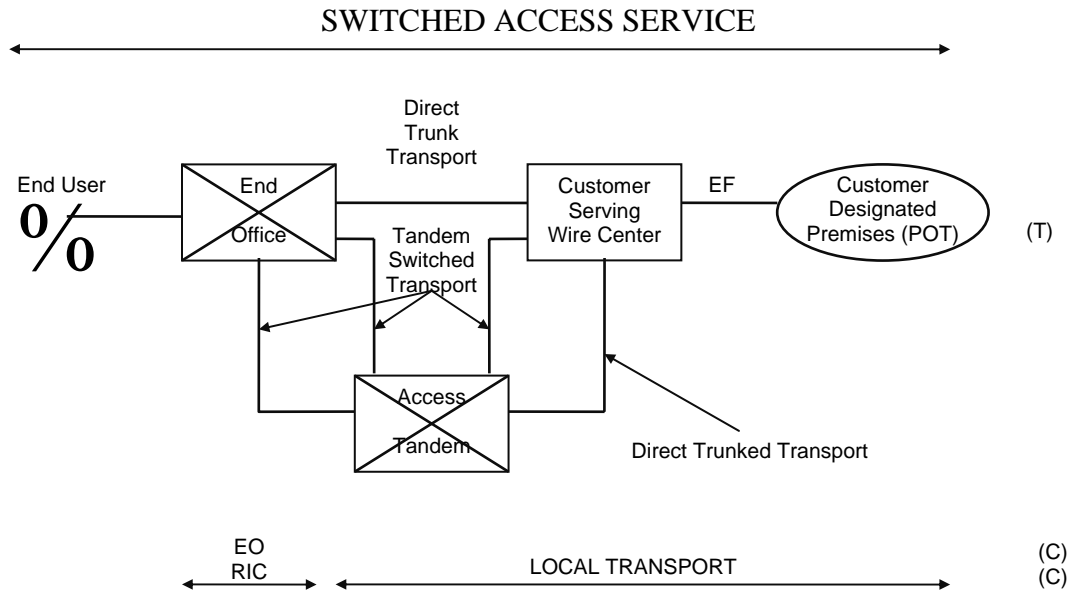 SWITCHED ACCESS SERVICE
Direct
Trunk
Transport
End User
%
End
Office
Customer
Serving
Wire Center
EF
Customer
Designated
Premises (POT)
(T)
Tandem
Switched
Transport
Access
Tandem
Direct Trunked Transport
EO
RIC
LOCAL TRANSPORT
(C)
(C)